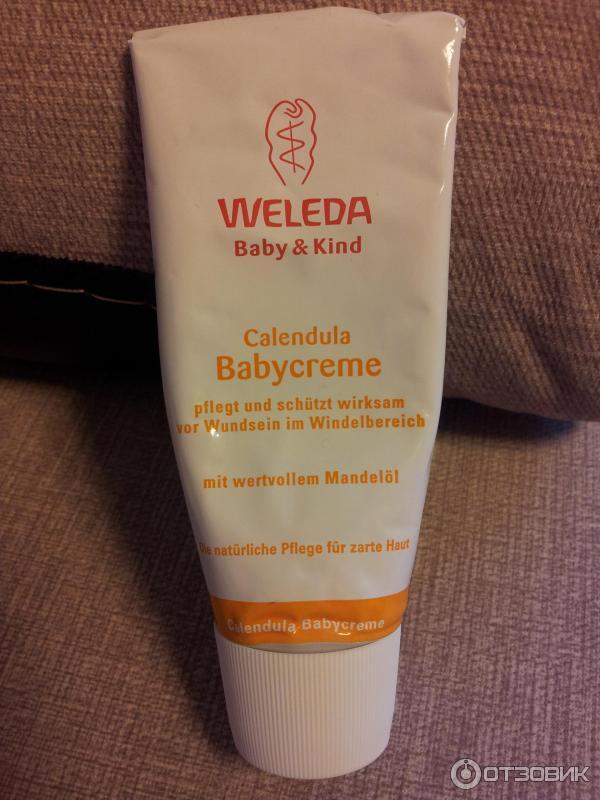 WELEDA
Baby & Kind
Calendula
Babycreme
pflegt und schützt wirksam
vor Wundsein im Windelbereich
mit wertvollem Mandelöl
Die natürliche Pflege für zarte Haut
Calendula-Babycreme
ОТЗОВИК